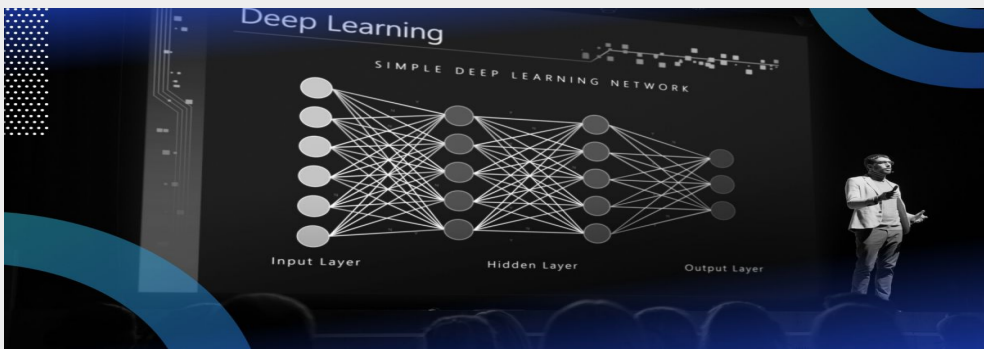 Deep Learning
SIMPLE DEEP LEARNING NETWORK
Input Layer
Hidden Layer
Output Layer